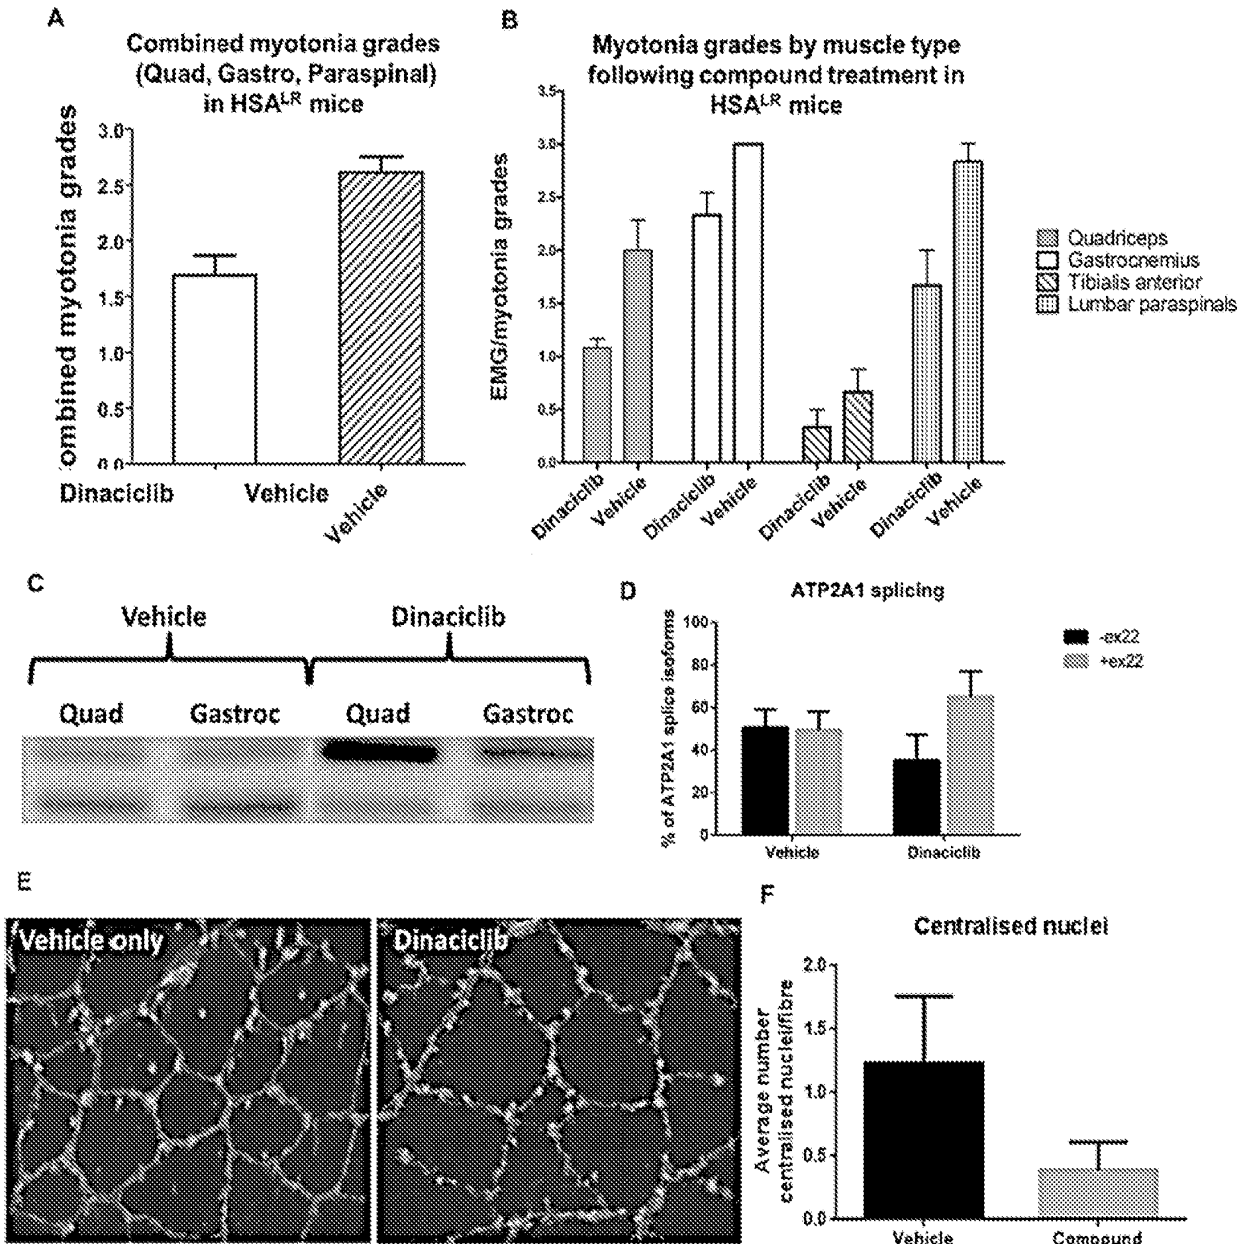 A
Combined myotonia grades
(Quad, Gastro, Paraspinal)
in HSALR mice
ombined myotonia grades
3.0
2.5
2.0
1.5
1.0
0.5
0.0
Dinaciclib
Vehicle
Vehicle
B
Myotonia grades by muscle type
following compound treatment in
HSALR mice
EMG/myotonia grades
3.5
3.0
2.5
2.0
1.5
1.0
0.5
0.0
Dinaciclib
Vehicle
Dinaciclib
Vehicle
Dinaciclib
Vehicle
Dinaciclib
Vehicle
Quadriceps
Gastrocnemius
Tibialis anterior
Lumbar paraspinals
C
Vehicle
Dinaciclib
Quad
Gastroc
Quad
Gastroc
D
ATP2A1 splicing
% of ATP2A1 splice isoforms
100
80
60
40
20
0
Vehicle
Dinaciclib
-ex22
+ex22
E
Vehicle only
Dinaciclib
F
Centralised nuclei
Average number
centralised nuclei/fibre
2.0
1.5
1.0
0.5
0.0
Vehicle
Compound